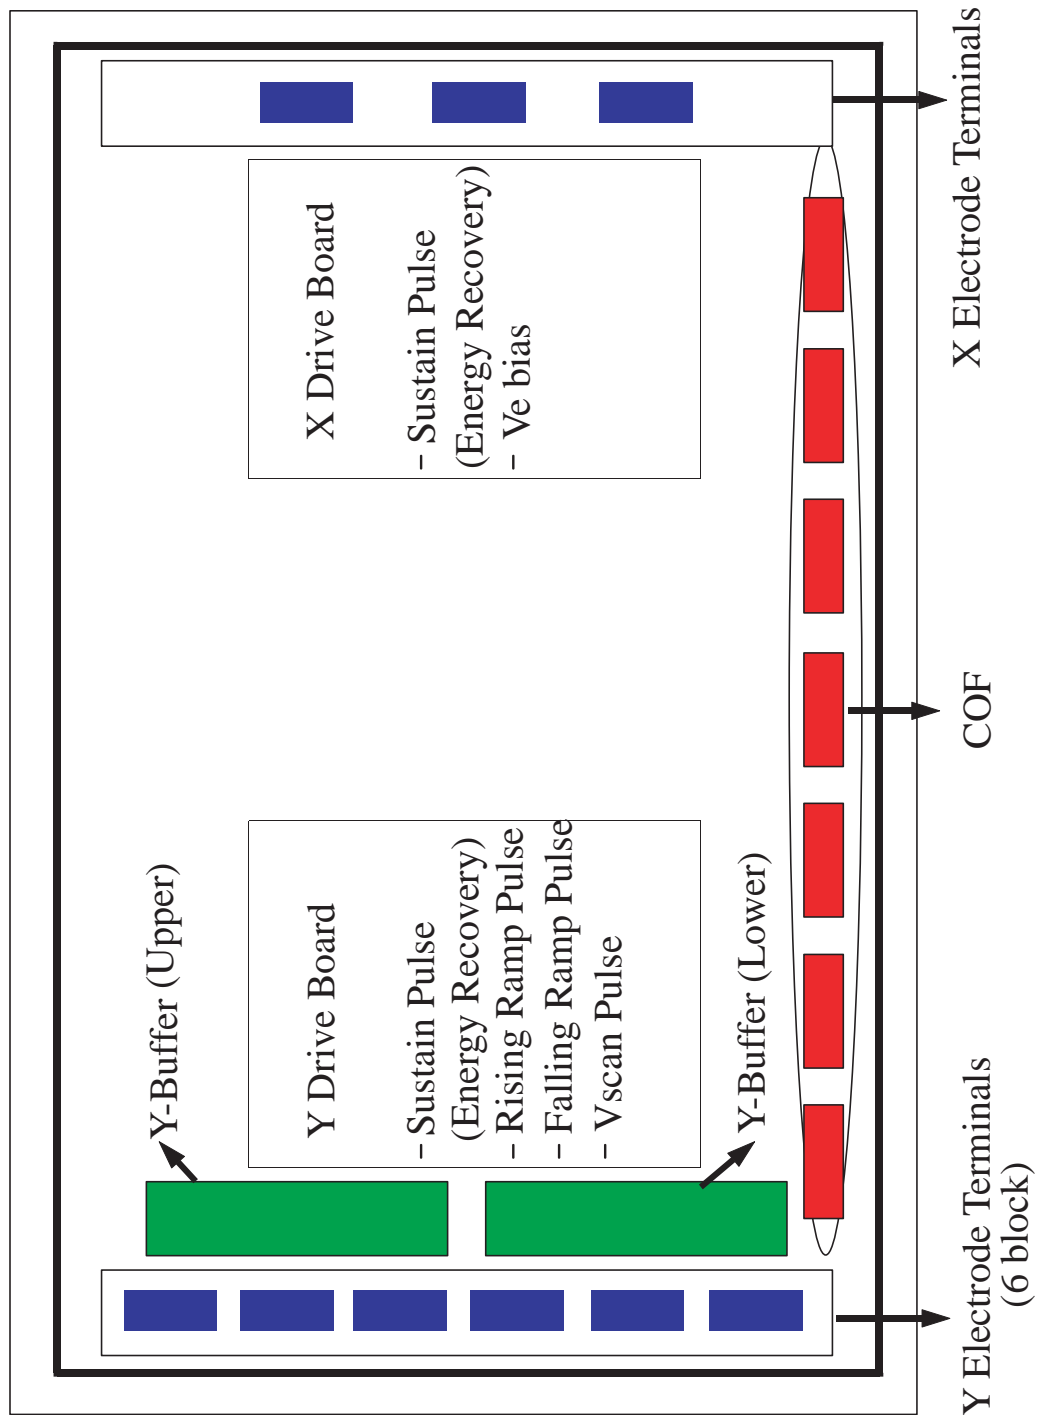 Y-Buffer (Upper)
Y Drive Board
– Sustain Pulse
(Energy Recovery)
– Rising Ramp Pulse
– Falling Ramp Pulse
– Vscan Pulse
Y-Buffer (Lower)
X Drive Board
– Sustain Pulse
(Energy Recovery)
– Ve bias
Y Electrode Terminals
(6 block)
COF
X Electrode Terminals